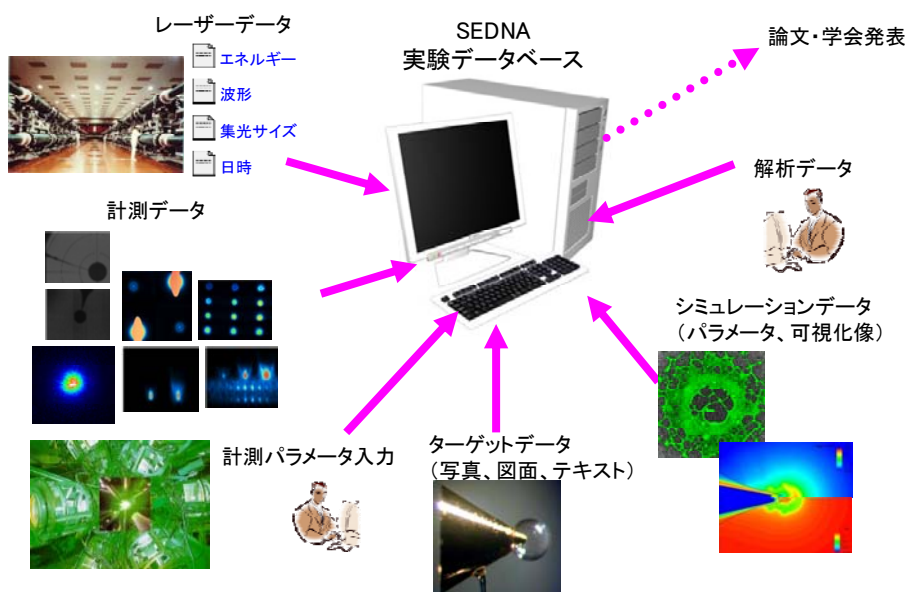 レーザーデータ
エネルギー
波形
集光サイズ
日時
SEDNA
実験データベース
論文・学会発表
解析データ
計測データ
シミュレーションデータ
（パラメータ、可視化像）
計測パラメータ入力
ターゲットデータ
（写真、図面、テキスト）